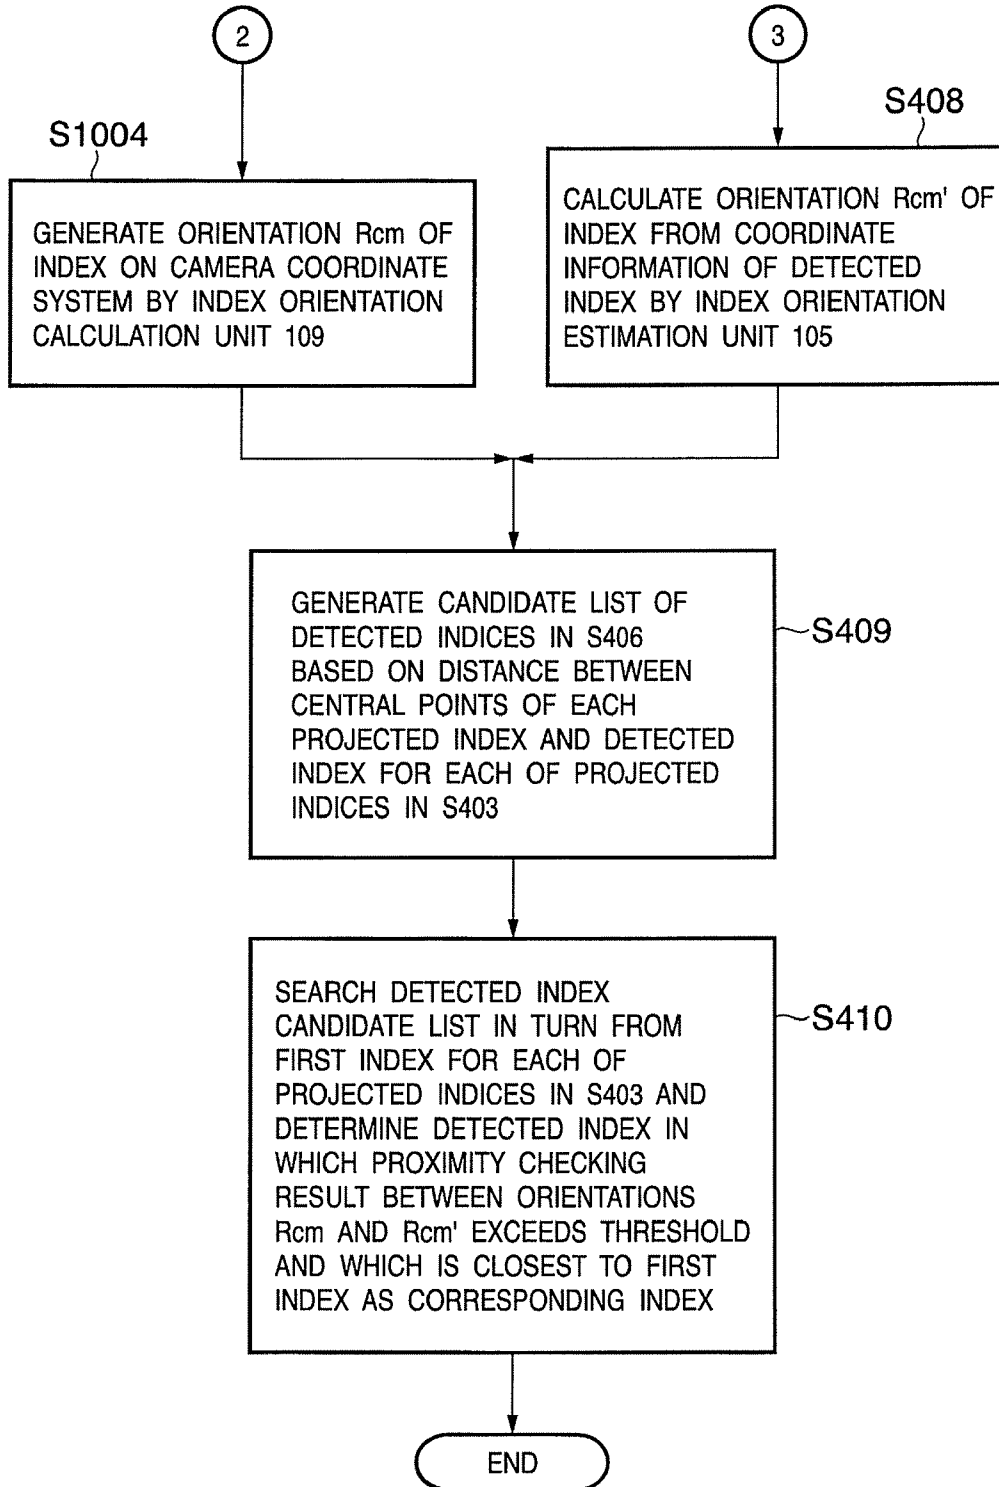 2
3
S1004
S408
GENERATE ORIENTATION Rcm OF
INDEX ON CAMERA COORDINATE
SYSTEM BY INDEX ORIENTATION
CALCULATION UNIT 109
CALCULATE ORIENTATION Rcm' OF
INDEX FROM COORDINATE
INFORMATION OF DETECTED
INDEX BY INDEX ORIENTATION
ESTIMATION UNIT 105
GENERATE CANDIDATE LIST OF
DETECTED INDICES IN S406
BASED ON DISTANCE BETWEEN
CENTRAL POINTS OF EACH
PROJECTED INDEX AND DETECTED
INDEX FOR EACH OF PROJECTED
INDICES IN S403
S409
SEARCH DETECTED INDEX
CANDIDATE LIST IN TURN FROM
FIRST INDEX FOR EACH OF
PROJECTED INDICES IN S403 AND
DETERMINE DETECTED INDEX IN
WHICH PROXIMITY CHECKING
RESULT BETWEEN ORIENTATIONS
Rcm AND Rcm' EXCEEDS THRESHOLD
AND WHICH IS CLOSEST TO FIRST
INDEX AS CORRESPONDING INDEX
S410
END